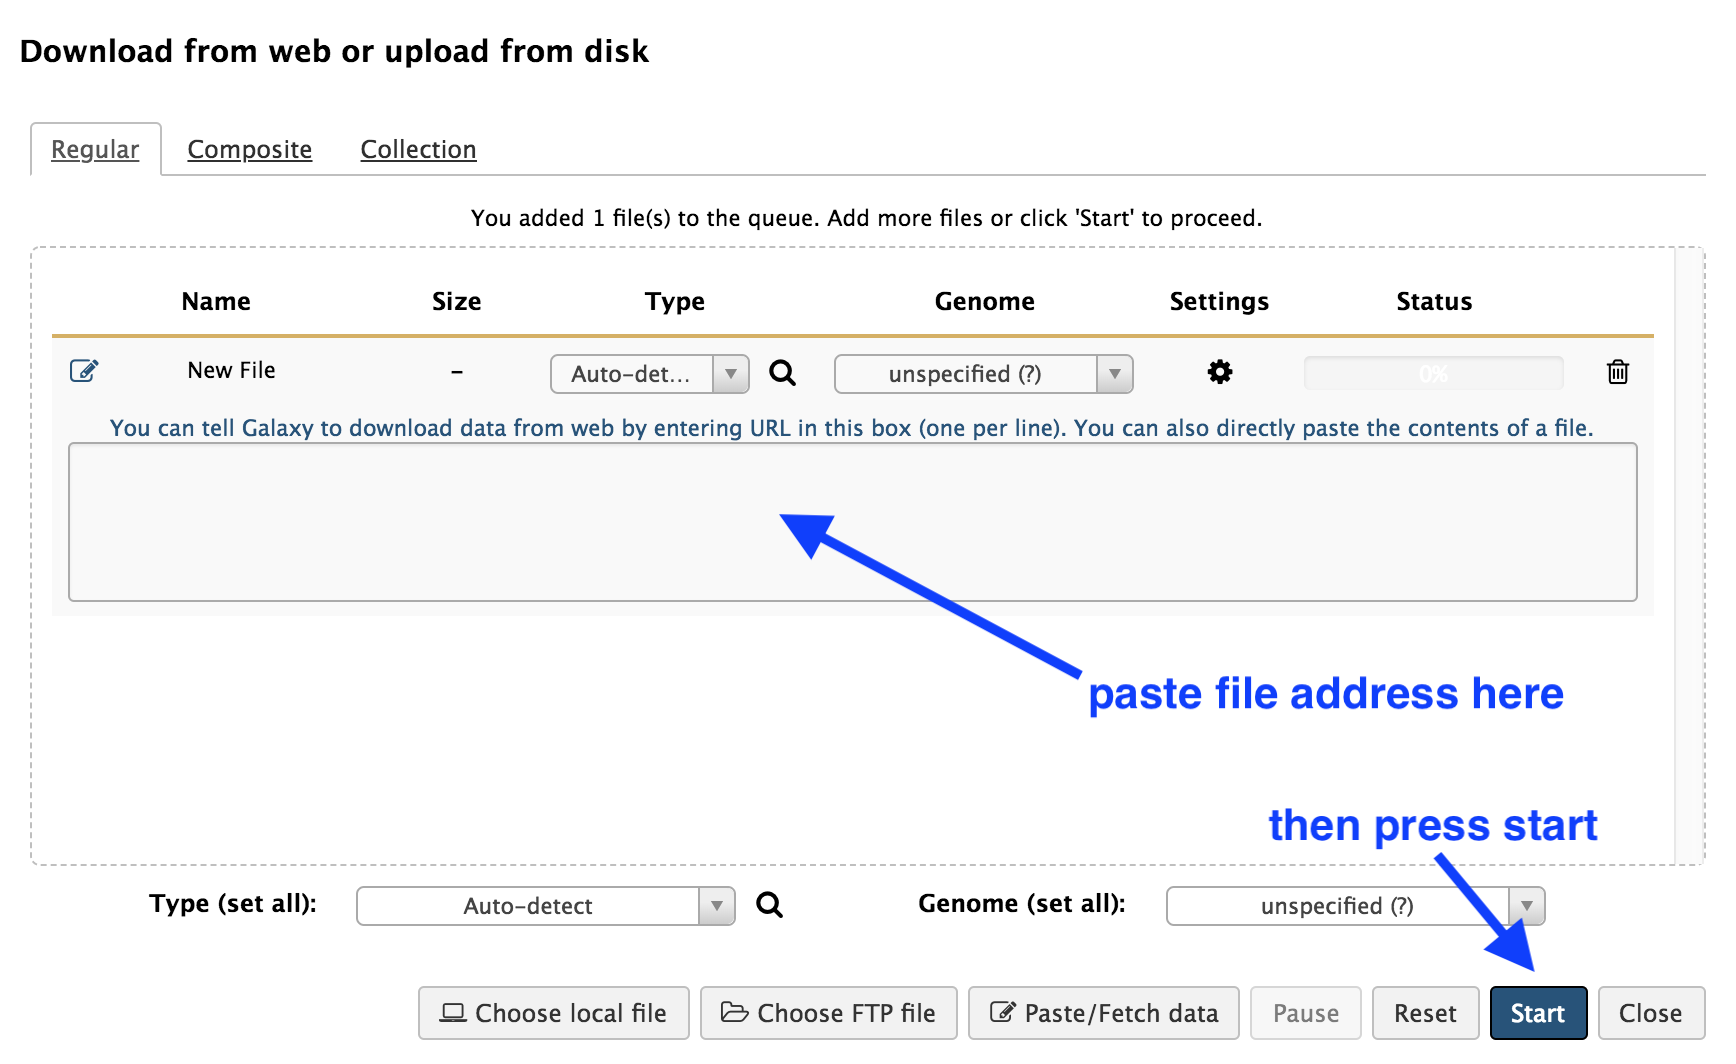 Download from web or upload from disk
Regular Composite Collection
You added 1 file(s) to the queue. Add more files or click 'Start' to proceed.
Name Size Type Genome Settings Status
New File – Auto-det... unspecified (?) 0%
You can tell Galaxy to download data from web by entering URL in this box (one per line). You can also directly paste the contents of a file.
paste file address here
then press start
Type (set all): Auto-detect Genome (set all): unspecified (?)
Choose local file Choose FTP file Paste/Fetch data Pause Reset Start Close